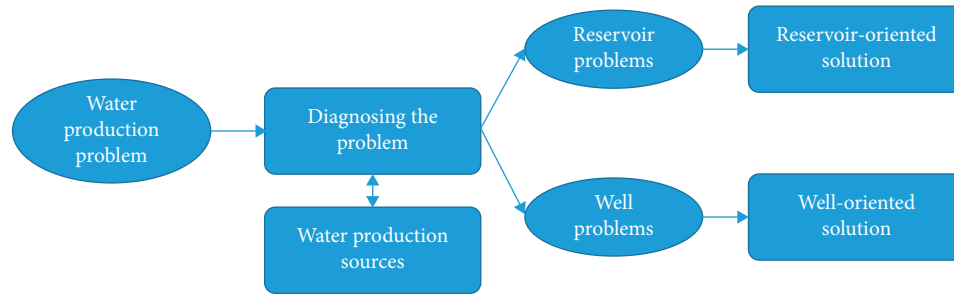 Water
production
problem
Diagnosing the
problem
Water production
sources
Reservoir
problems
Reservoir-oriented
solution
Well
problems
Well-oriented
solution